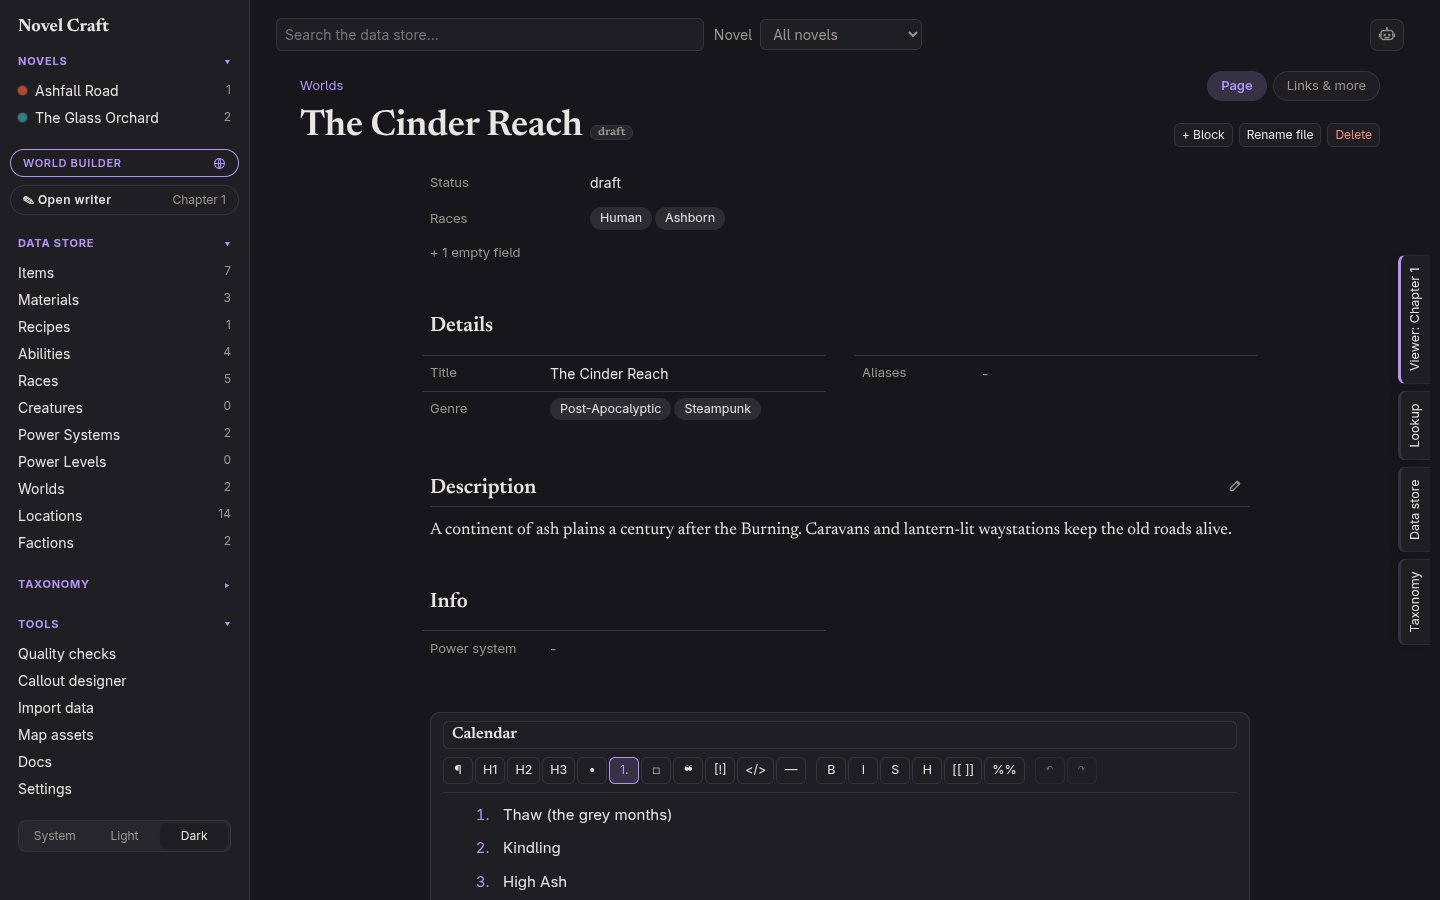 Novel Craft
NOVELS
Ashfall Road 1
The Glass Orchard 2
WORLD BUILDER
✎ Open writer Chapter 1
DATA STORE
Items 7
Materials 3
Recipes 1
Abilities 4
Races 5
Creatures 0
Power Systems 2
Power Levels 0
Worlds 2
Locations 14
Factions 2
TAXONOMY
TOOLS
Quality checks
Callout designer
Import data
Map assets
Docs
Settings
System Light Dark
Search the data store... Novel All novels
Worlds Page Links & more
The Cinder Reach draft
+ Block Rename file Delete
Status draft
Races Human Ashborn
+ 1 empty field
Details
Title The Cinder Reach Aliases -
Genre Post-Apocalyptic Steampunk
Description
A continent of ash plains a century after the Burning. Caravans and lantern-lit waystations keep the old roads alive.
Info
Power system -
Calendar
¶ H1 H2 H3 • 1. □ ❝ [!] </> — B I S H [[ ]] %% ↶ ↷
1. Thaw (the grey months)
2. Kindling
3. High Ash
Viewer: Chapter 1
Lookup
Data store
Taxonomy